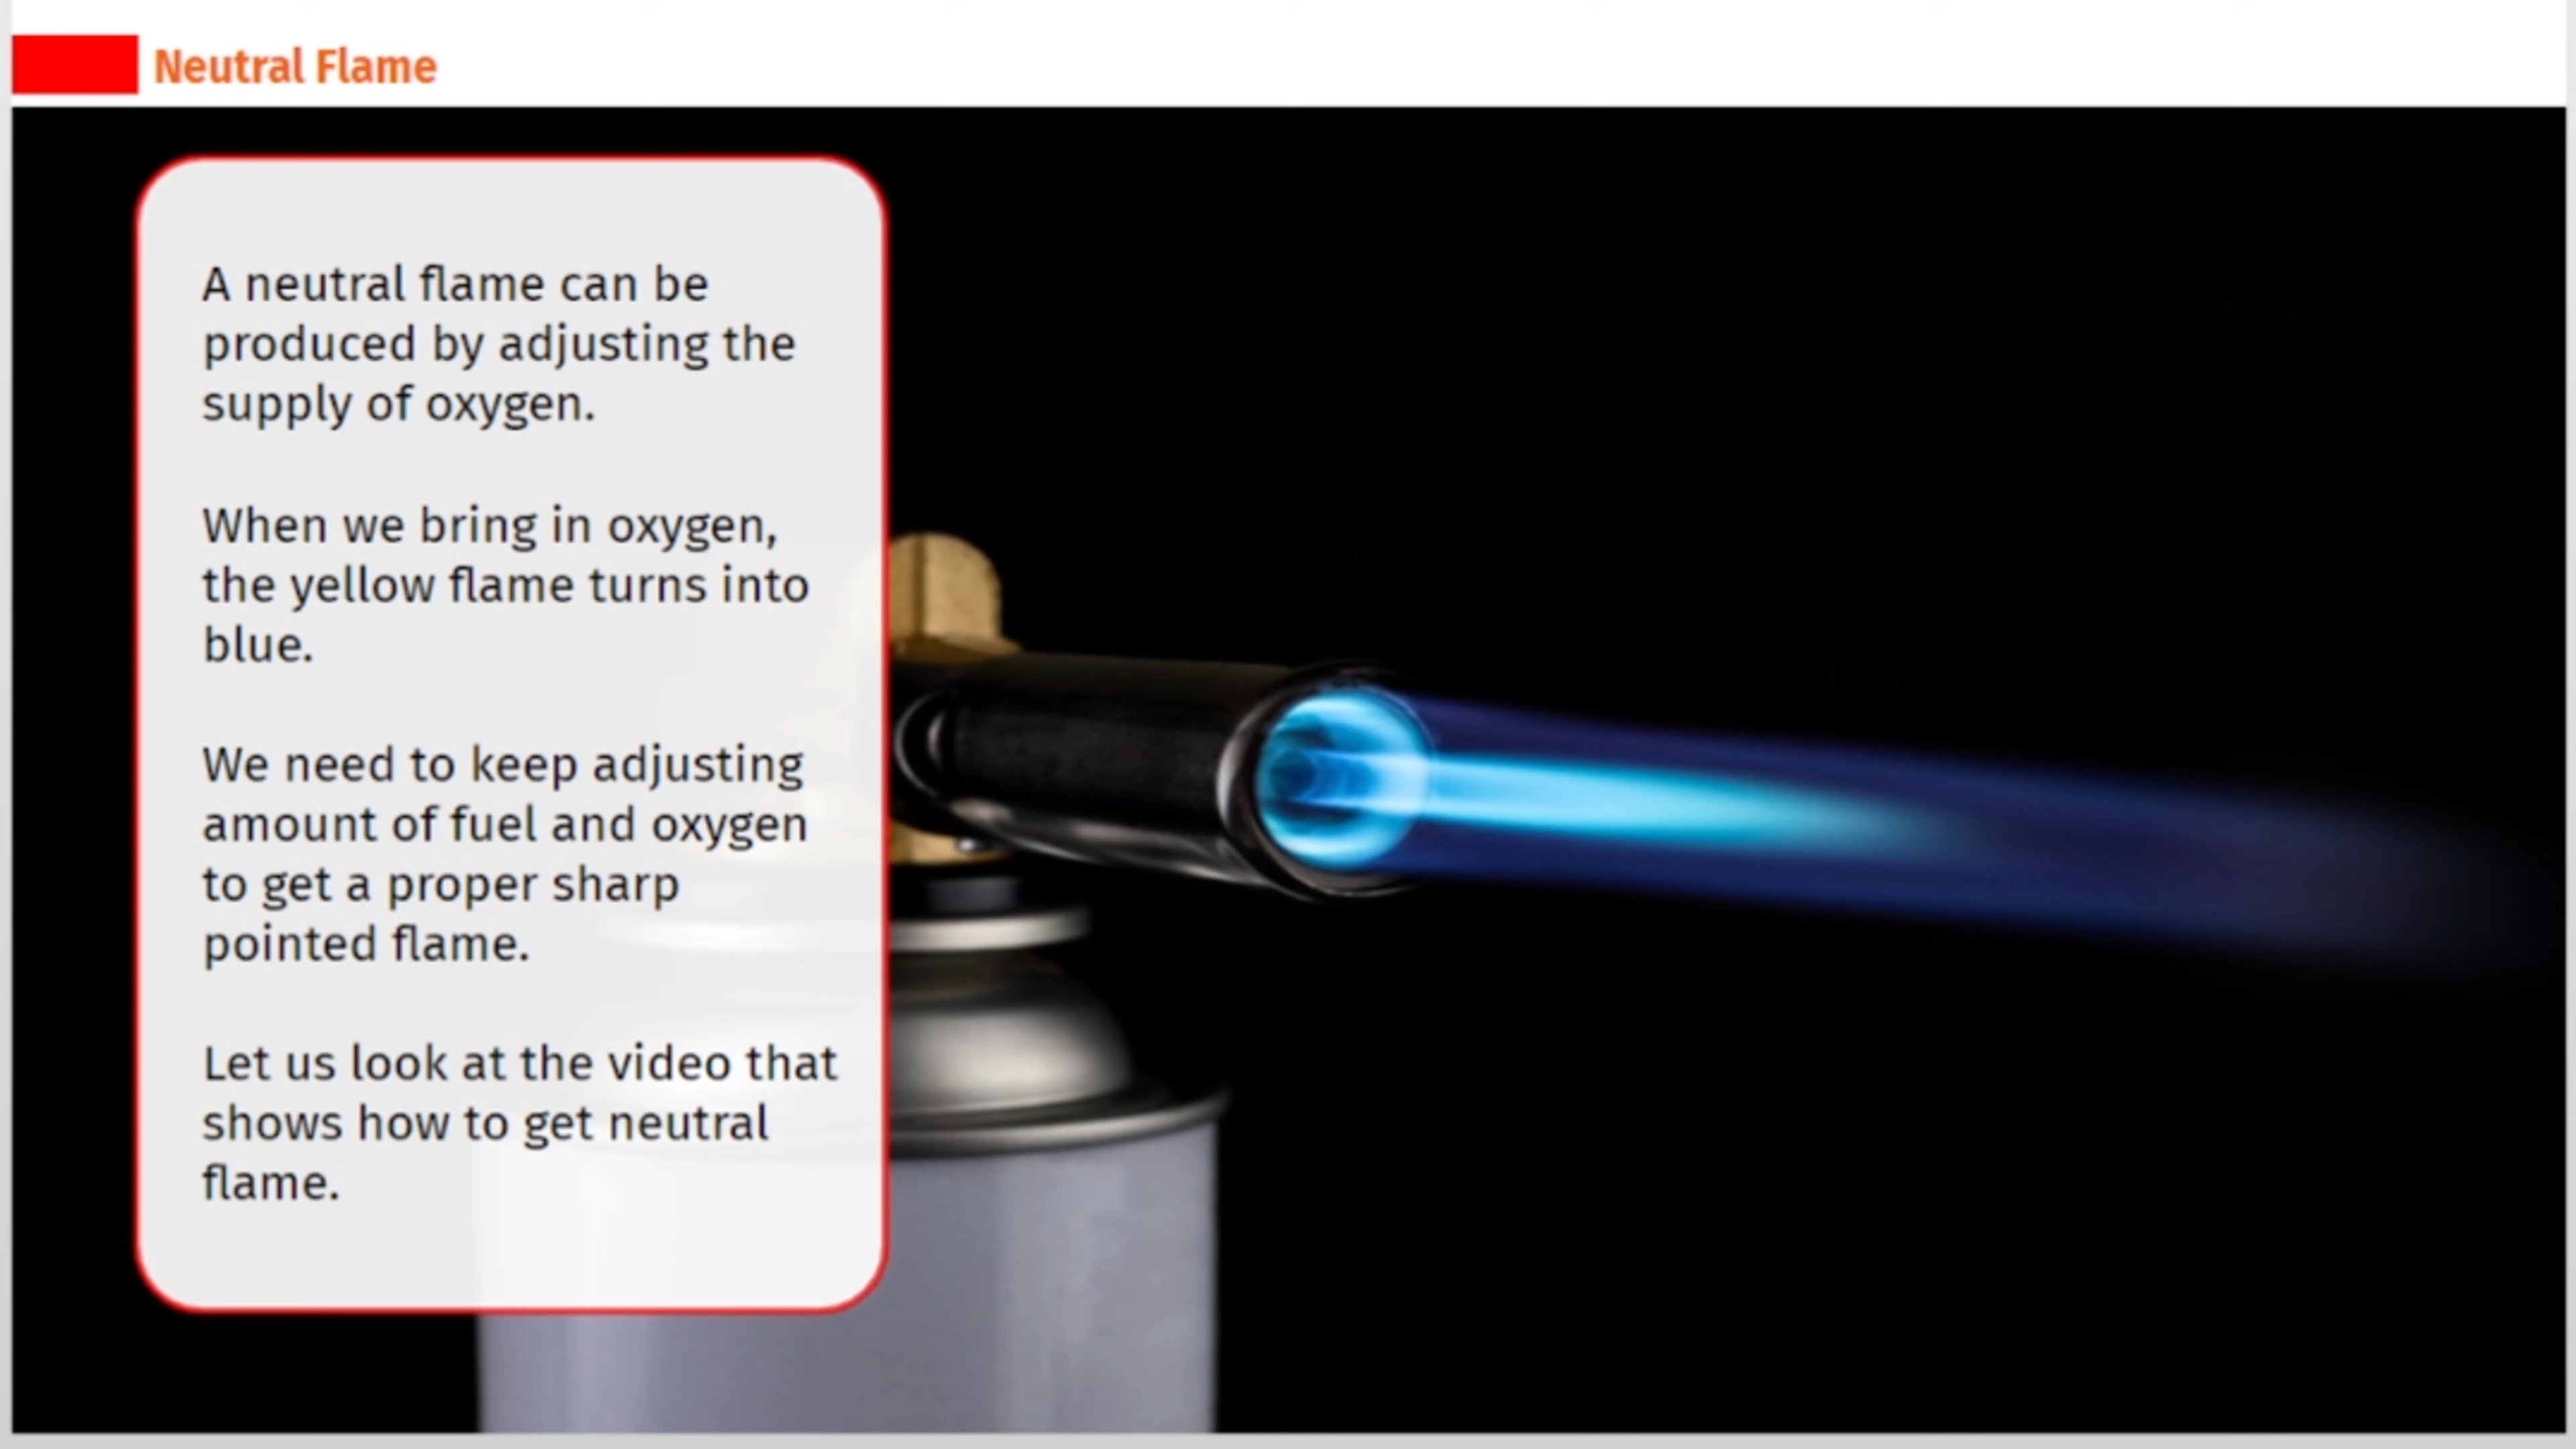 Neutral Flame
A neutral flame can be
produced by adjusting the
supply of oxygen.
When we bring in oxygen,
the yellow flame turns into
blue.
We need to keep adjusting
amount of fuel and oxygen
to get a proper sharp
pointed flame.
Let us look at the video that
shows how to get neutral
flame.